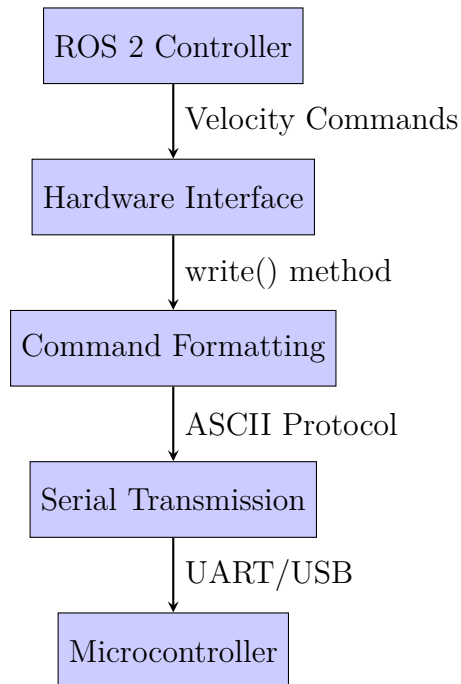 ROS 2 Controller
Velocity Commands
Hardware Interface
write() method
Command Formatting
ASCII Protocol
Serial Transmission
UART/USB
Microcontroller